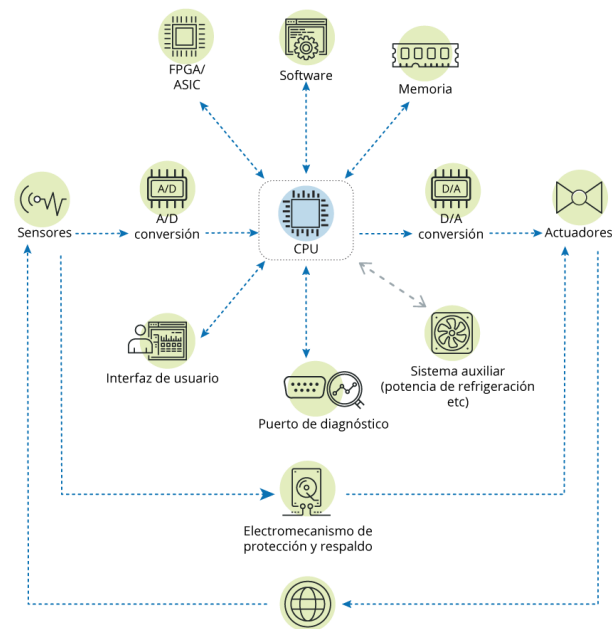 FPGA/
ASIC
Software
Memoria
A/D
D/A
Sensores
A/D
conversión
CPU
D/A
conversión
Actuadores
Interfaz de usuario
Sistema auxiliar
(potencia de refrigeración
etc)
Puerto de diagnóstico
Electromecanismo de
protección y respaldo